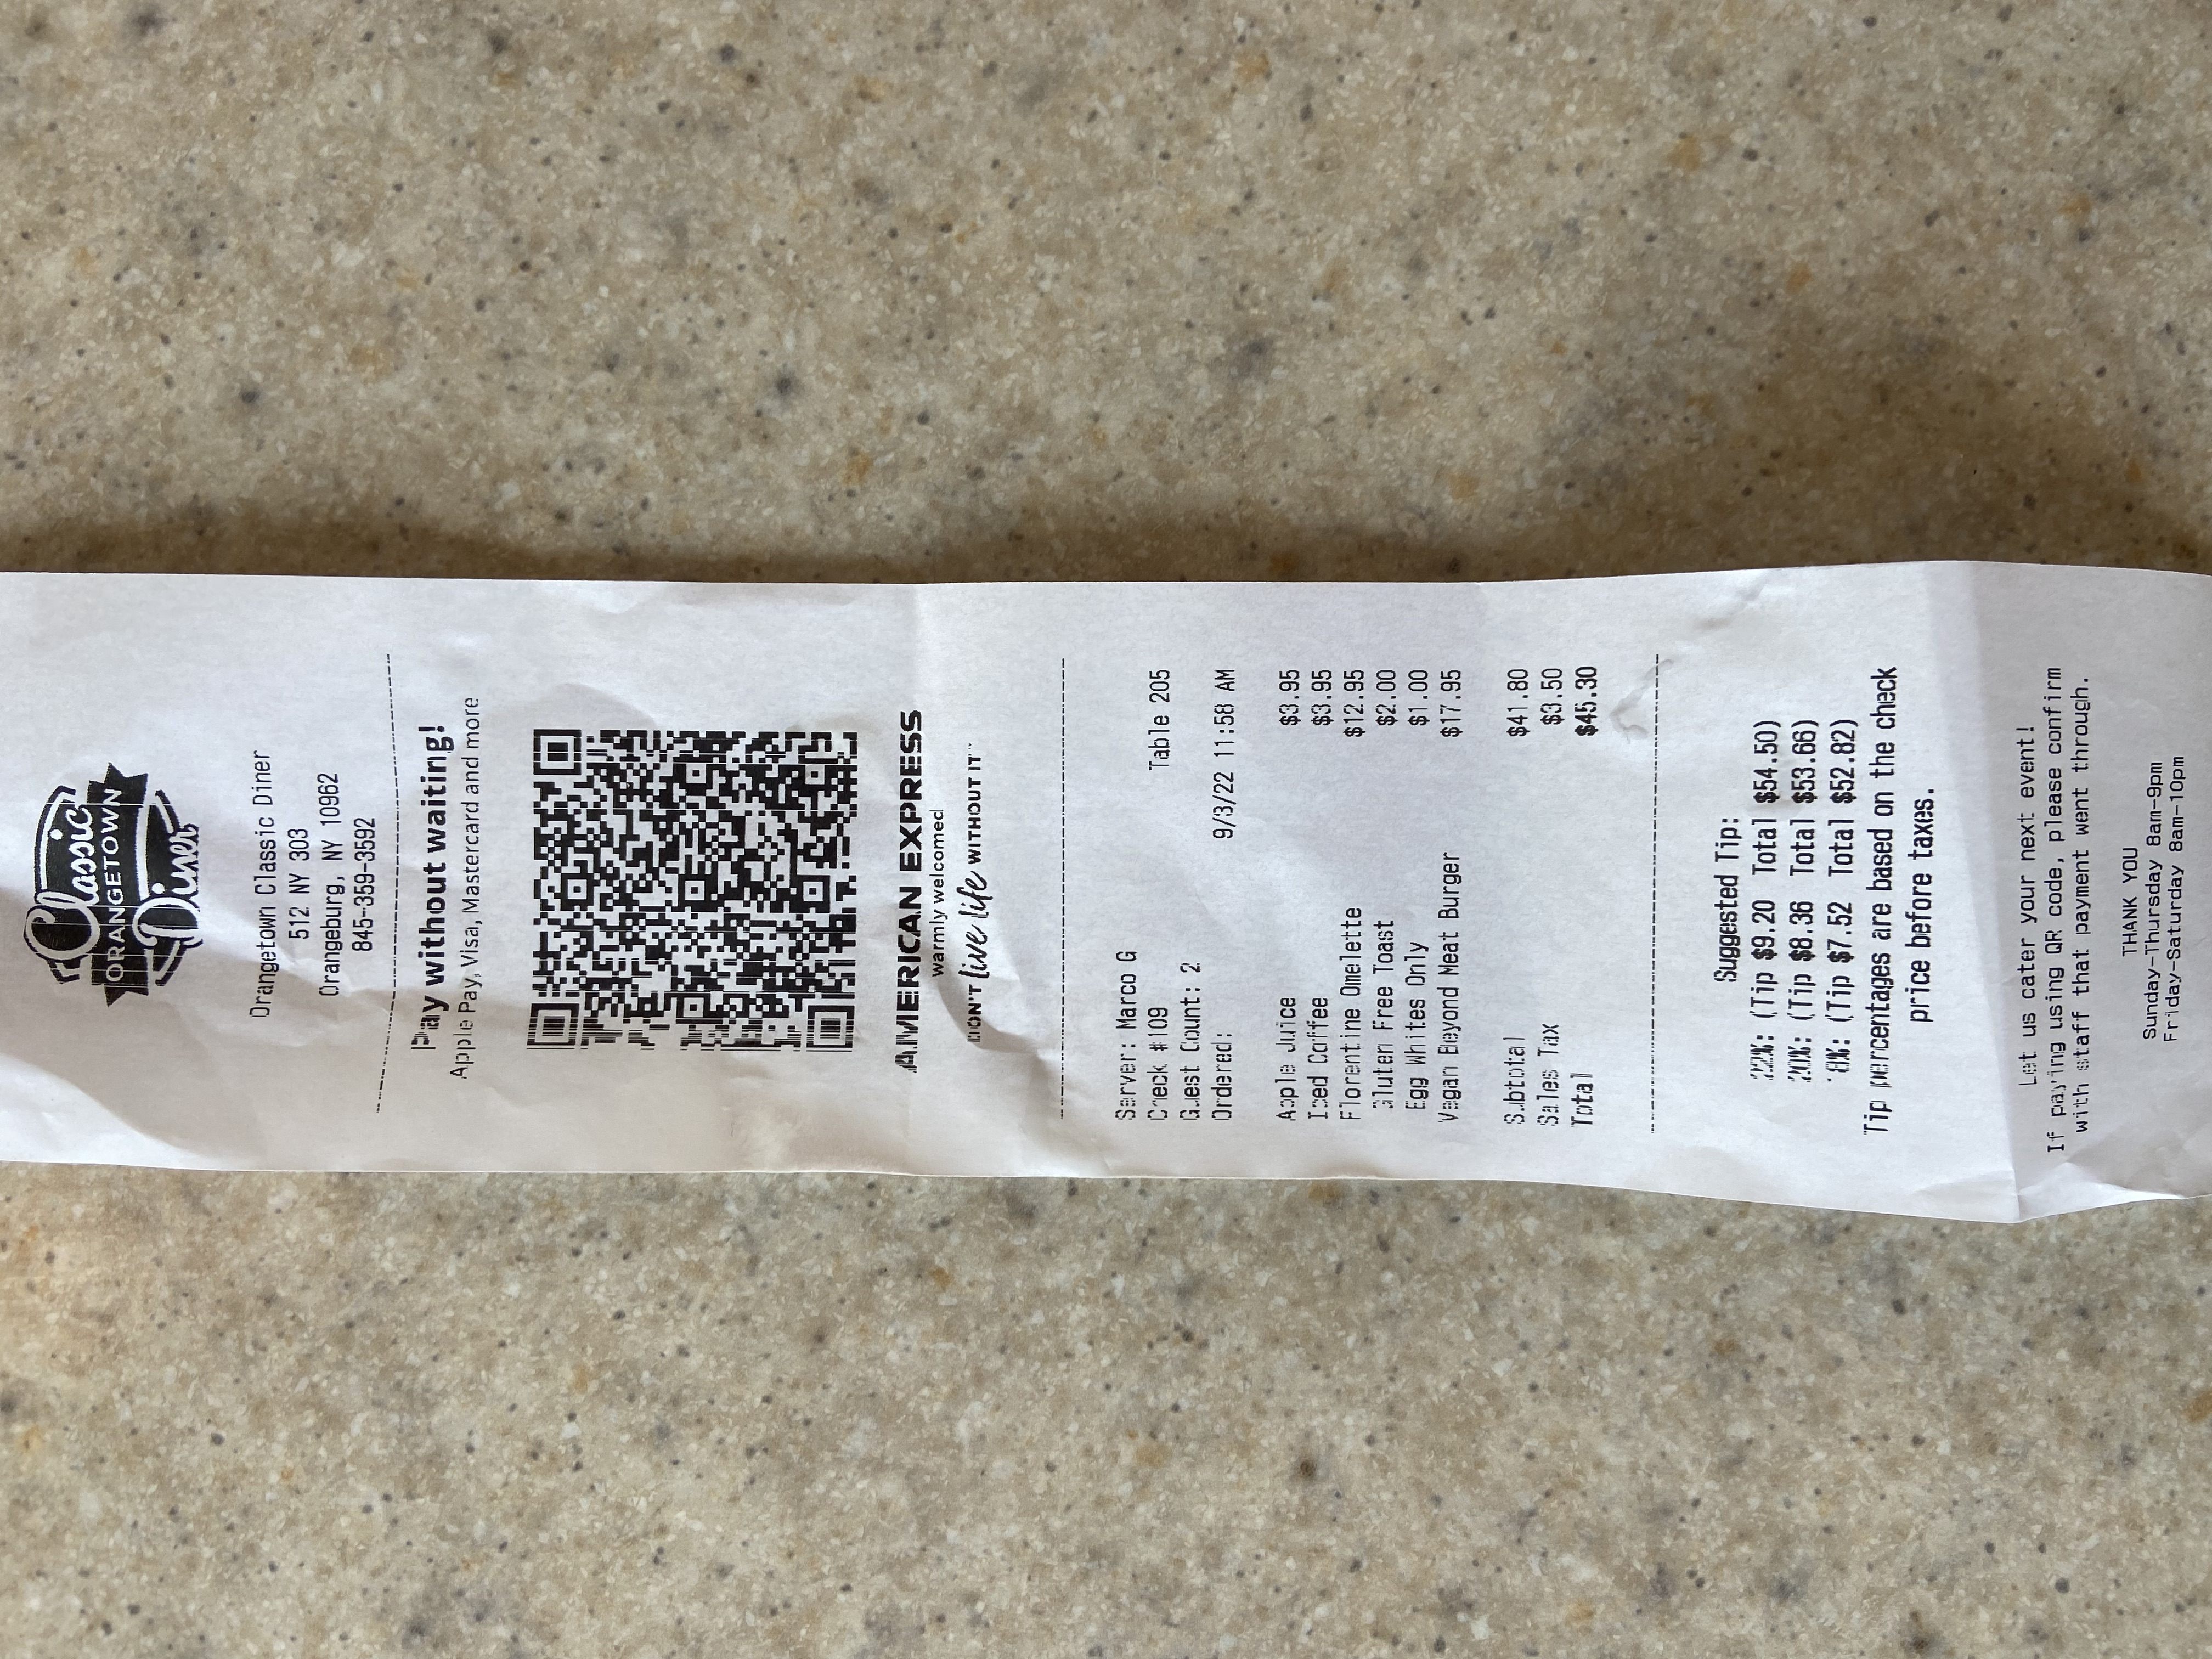 Classic
ORANGETOWN
Diner
Orangetown Classic Diner
512 NY 303
Orangeburg, NY 10962
845-359-3592
Pay without waiting!
Apple Pay, Visa, Mastercard and more
AMERICAN EXPRESS
warmly welcomed
DON'T live life WITHOUT IT™
Server: Marco G
Check #109 Table 205
Guest Count: 2
Ordered: 9/3/22 11:58 AM
Apple Juice $3.95
Iced Coffee $3.95
Florentine Omelette $12.95
Gluten Free Toast $2.00
Egg Whites Only $1.00
Vegan Beyond Meat Burger $17.95
Subtotal $41.80
Sales Tax $3.50
Total $45.30
Suggested Tip:
22%: (Tip $9.20 Total $54.50)
20%: (Tip $8.36 Total $53.66)
18%: (Tip $7.52 Total $52.82)
Tip percentages are based on the check
price before taxes.
Let us cater your next event!
If paying using QR code, please confirm
with staff that payment went through.
THANK YOU
Sunday-Thursday 8am-9pm
Friday-Saturday 8am-10pm